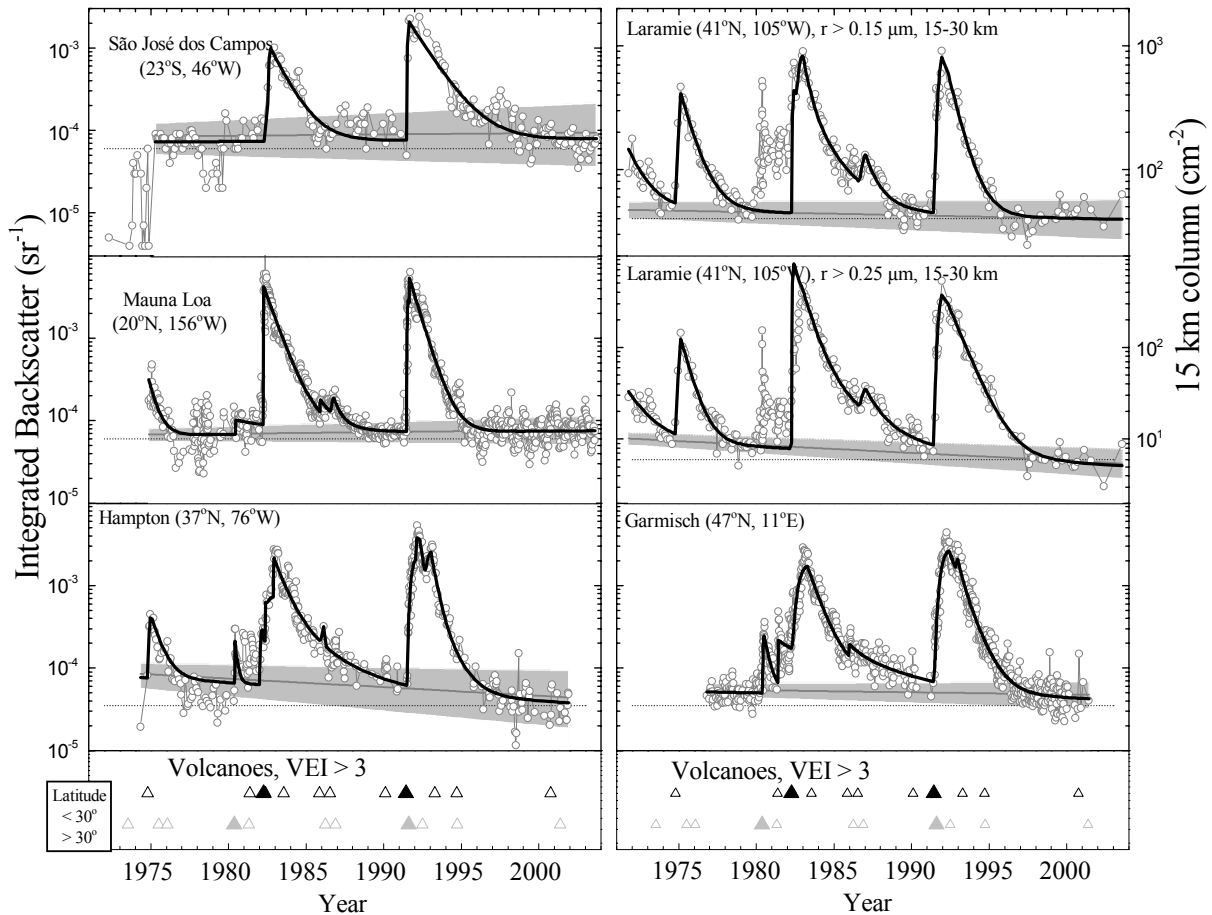 Integrated Backscatter (sr⁻¹)
São José dos Campos
(23°S, 46°W)
10⁻³
10⁻⁴
10⁻⁵
Mauna Loa
(20°N, 156°W)
10⁻³
10⁻⁴
10⁻⁵
Hampton (37°N, 76°W)
10⁻³
10⁻⁴
10⁻⁵
Volcanoes, VEI > 3
Latitude
< 30°
> 30°
1975 1980 1985 1990 1995 2000
Year
Laramie (41°N, 105°W), r > 0.15 µm, 15-30 km
10³
10²
Laramie (41°N, 105°W), r > 0.25 µm, 15-30 km
10²
10¹
15 km column ((cm⁻²)
Garmisch (47°N, 11°E)
Volcanoes, VEI > 3
1975 1980 1985 1990 1995 2000
Year